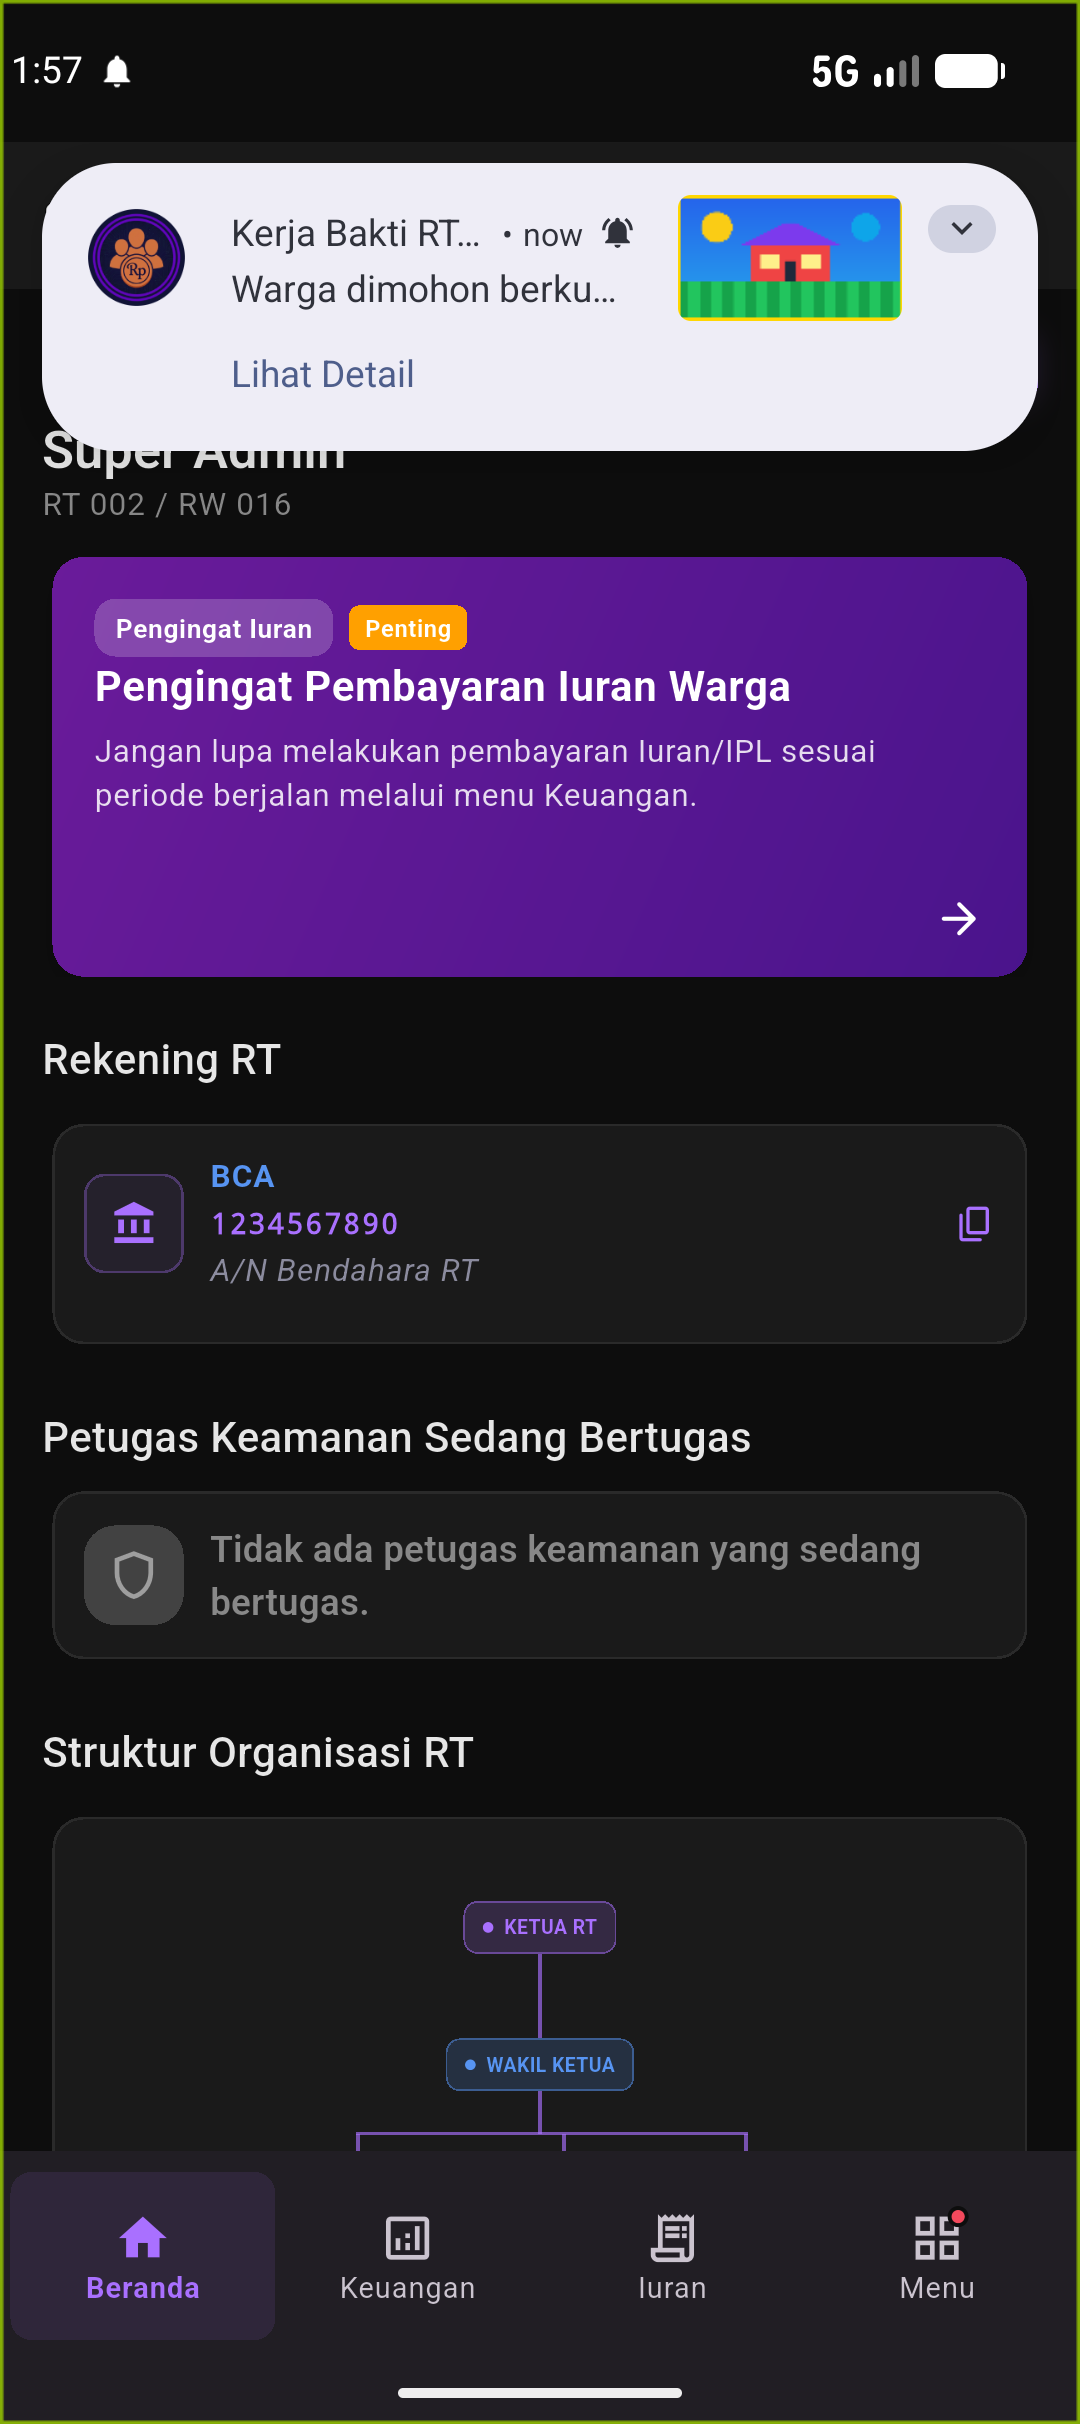 1:57
5G
Kerja Bakti RT... • now
Warga dimohon berku...
Lihat Detail
Super Admin
RT 002 / RW 016
Pengingat Iuran
Penting
Pengingat Pembayaran Iuran Warga
Jangan lupa melakukan pembayaran Iuran/IPL sesuai
periode berjalan melalui menu Keuangan.
Rekening RT
BCA
1234567890
A/N Bendahara RT
Petugas Keamanan Sedang Bertugas
Tidak ada petugas keamanan yang sedang
bertugas.
Struktur Organisasi RT
KETUA RT
WAKIL KETUA
Beranda
Keuangan
Iuran
Menu